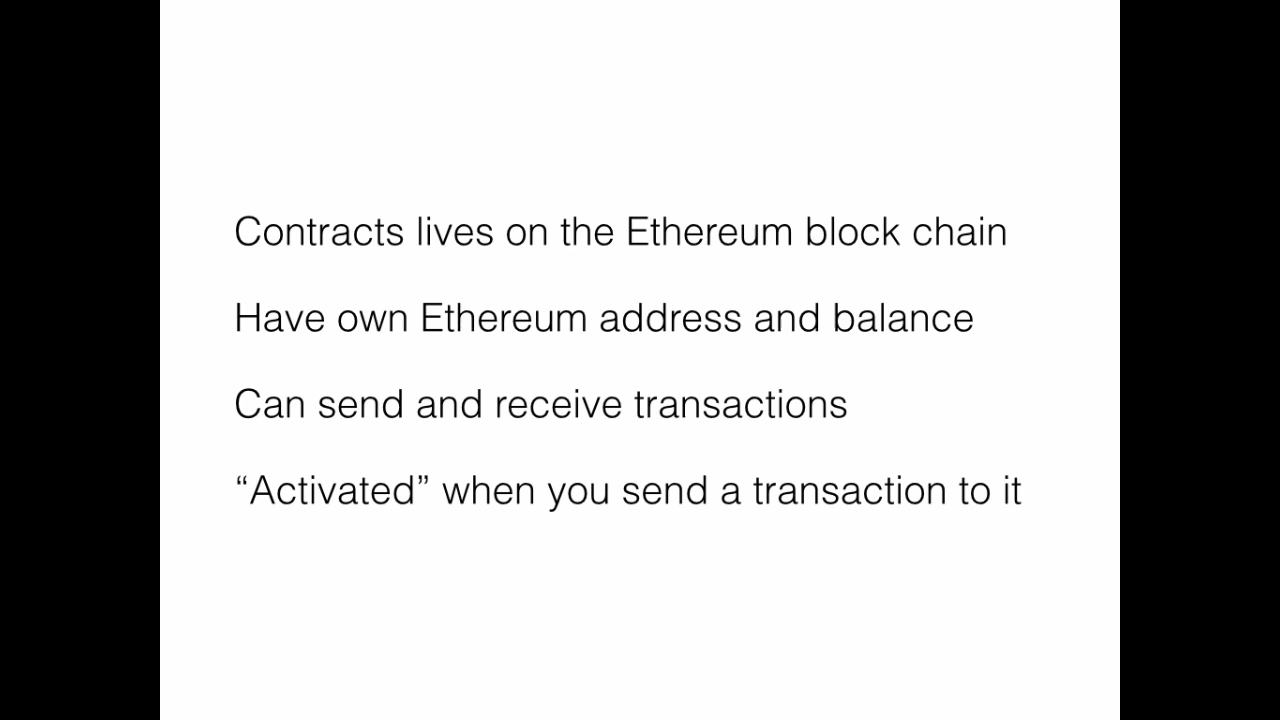 Contracts lives on the Ethereum block chain
Have own Ethereum address and balance
Can send and receive transactions
“Activated” when you send a transaction to it